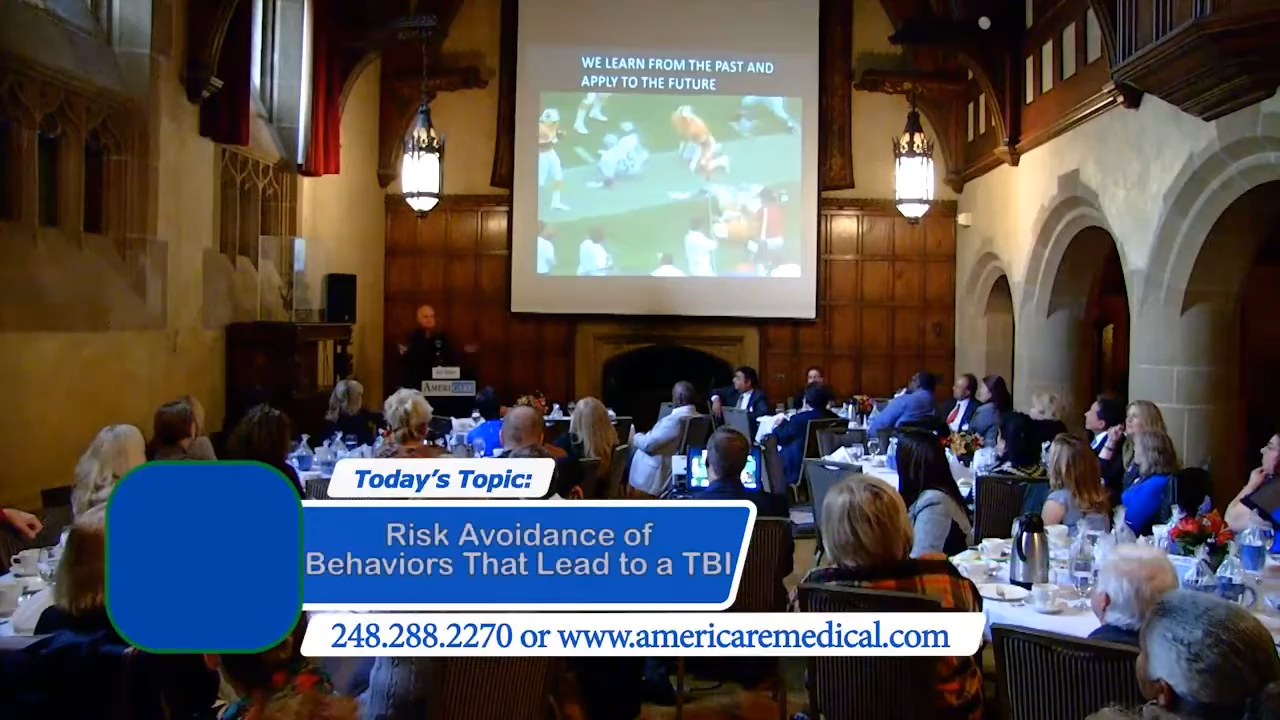 WE LEARN FROM THE PAST AND
APPLY TO THE FUTURE
AMERICARE
Today's Topic:
Risk Avoidance of
Behaviors That Lead to a TBI
248.288.2270 or www.americaremedical.com